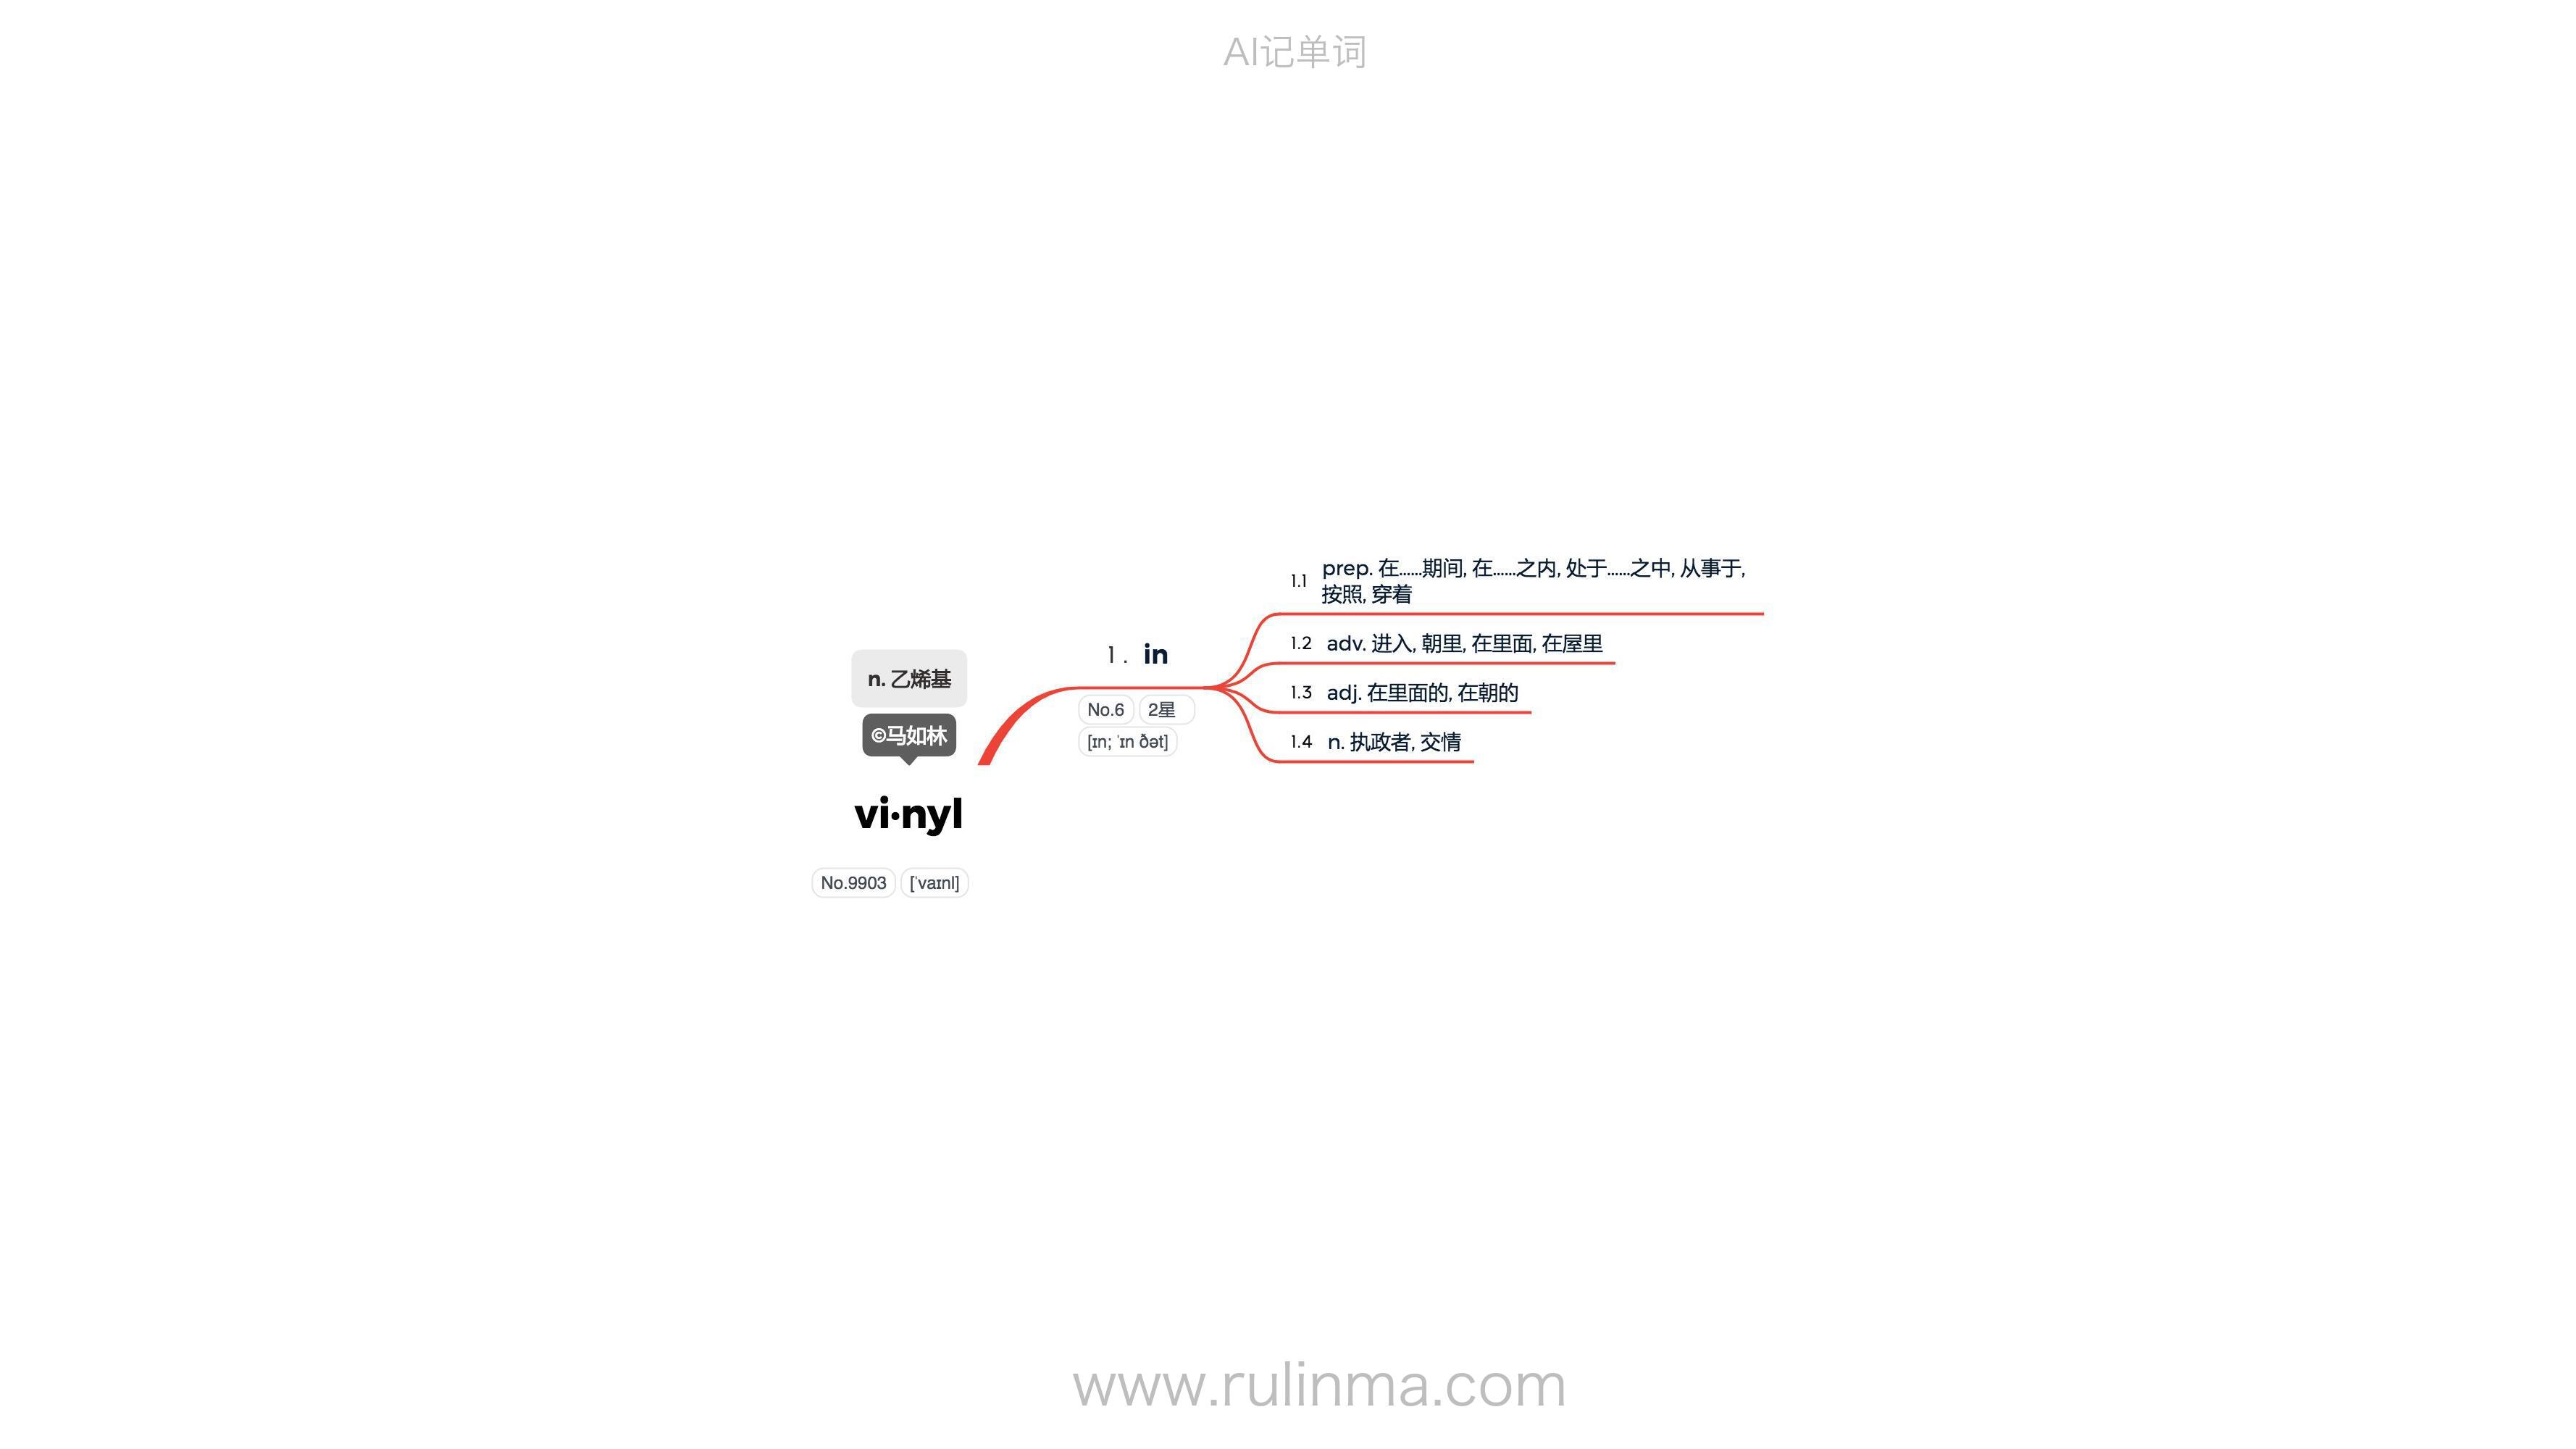 AI记单词
n. 乙烯基
©马如林
vi·nyl
No.9903 [ˈvaɪnl]
1. in
No.6 2星
[ɪn; ˈɪn ðət]
1.1 prep. 在……期间, 在……之内, 处于……之中, 从事于,
按照, 穿着
1.2 adv. 进入, 朝里, 在里面, 在屋里
1.3 adj. 在里面的, 在朝的
1.4 n. 执政者, 交情
www.rulinma.com